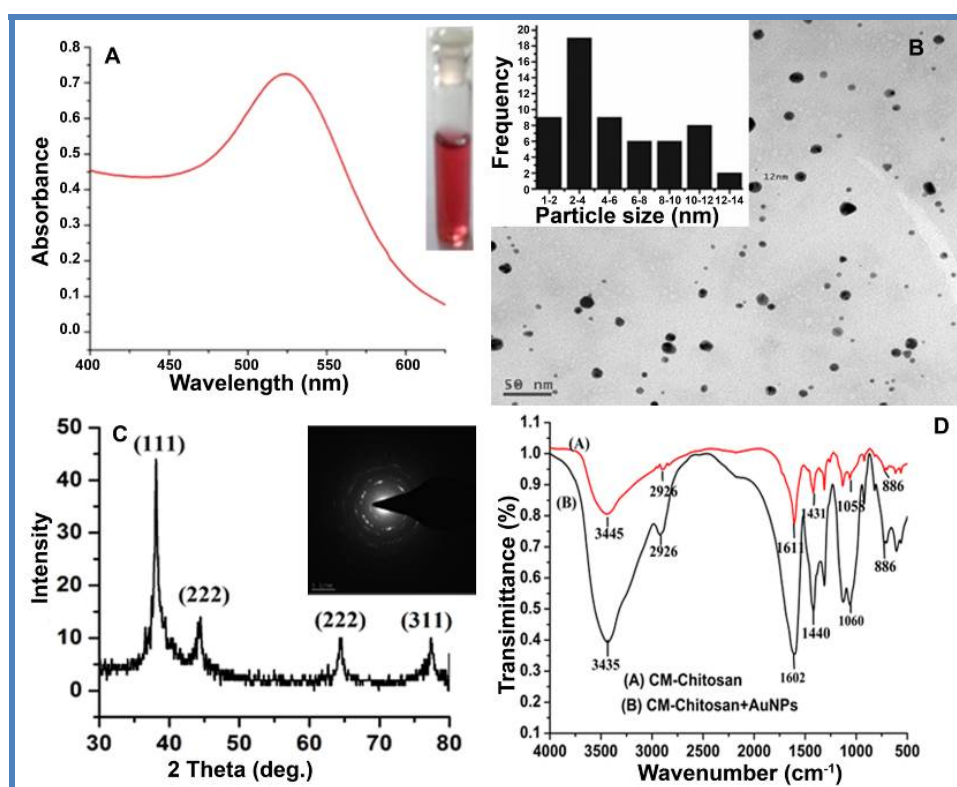 A
Absorbance
0.8
0.7
0.6
0.5
0.4
0.3
0.2
0.1
0.0
400 450 500 550 600
Wavelength (nm)
B
Frequency
20
18
16
14
12
10
8
6
4
2
0
1-2 2-4 4-6 6-8 8-10 10-12 12-14
Particle size (nm)
12nm
50 nm
C
Intensity
50
40
30
20
10
0
(111)
(222)
(222)
(311)
30 40 50 60 70 80
2 Theta (deg.)
D
Transimittance (%)
1.1
1.0
0.9
0.8
0.7
0.6
0.5
0.4
0.3
0.2
0.1
(A)
(B)
3445
2926
1611
1431
1058
886
3435
2926
1602
1440
1060
886
(A) CM-Chitosan
(B) CM-Chitosan+AuNPs
4000 3500 3000 2500 2000 1500 1000 500
Wavenumber (cm⁻¹)